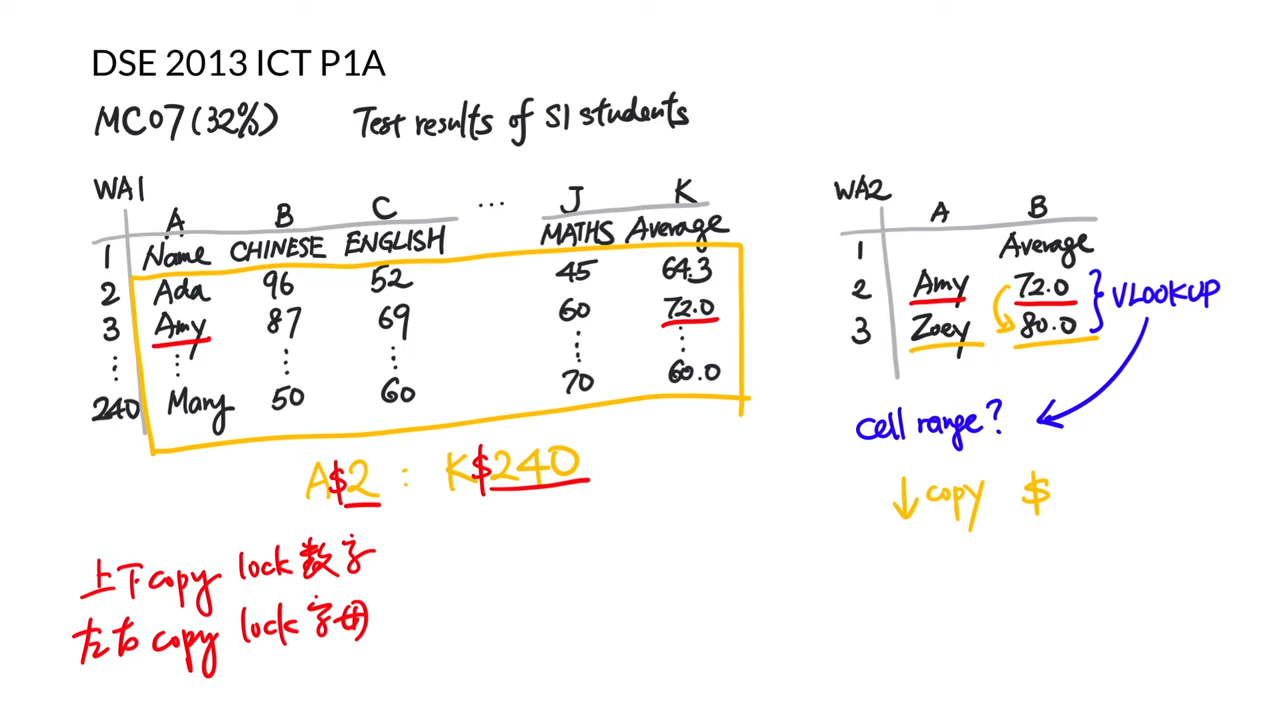 DSE 2013 ICT P1A
MC07 (32%) Test results of S1 students
WA1
A B C ... J K
1 Name CHINESE ENGLISH MATHS Average
2 Ada 96 52 45 64.3
3 Amy 87 69 60 72.0
⋮ ⋮ ⋮ ⋮ ⋮ ⋮
240 Mary 50 60 70 60.0
A$2 : K$240
上下copy lock 数字
左右copy lock 字母
WA2
A B
1 Average
2 Amy 72.0
3 Zoey 80.0
VLOOKUP
cell range?
↓ copy $